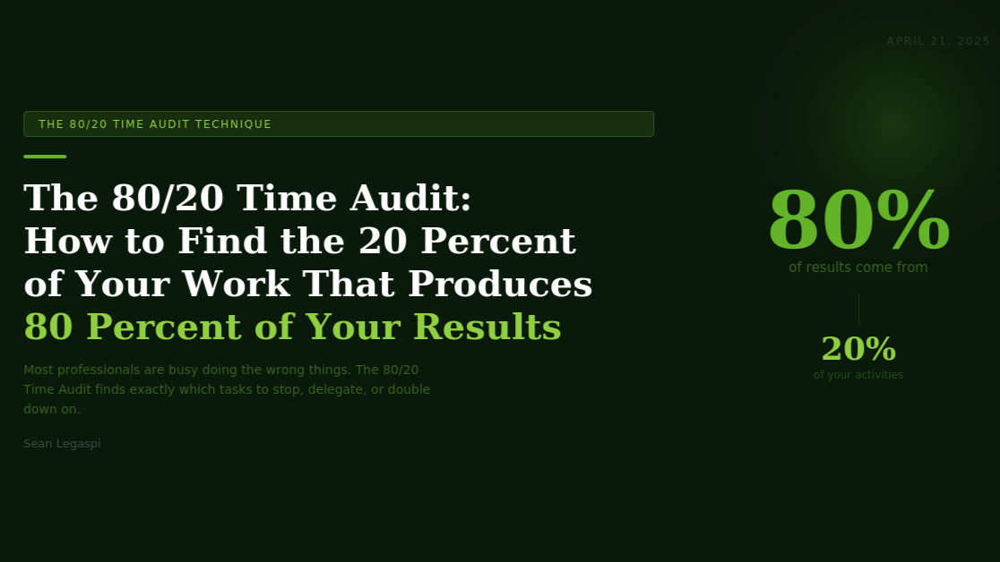 APRIL 21, 2025
THE 80/20 TIME AUDIT TECHNIQUE
The 80/20 Time Audit:
How to Find the 20 Percent
of Your Work That Produces
80 Percent of Your Results
Most professionals are busy doing the wrong things. The 80/20
Time Audit finds exactly which tasks to stop, delegate, or double
down on.
Sean Legaspi
80%
of results come from
20%
of your activities